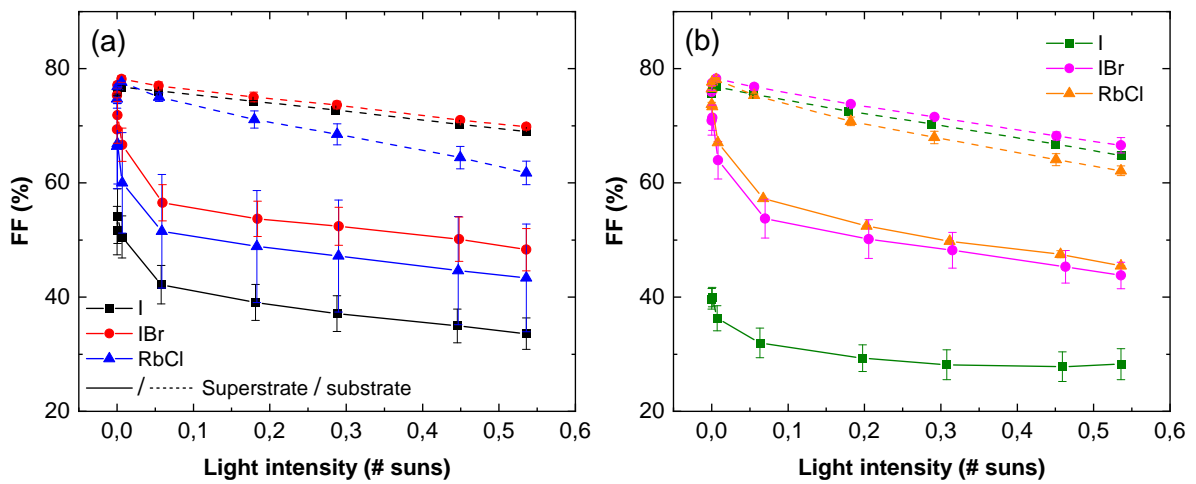 (a)
FF (%)
80
60
40
20
I
IBr
RbCl
/ Superstrate / substrate
0,0 0,1 0,2 0,3 0,4 0,5 0,6
Light intensity (# suns)
(b)
FF (%)
80
60
40
20
I
IBr
RbCl
0,0 0,1 0,2 0,3 0,4 0,5 0,6
Light intensity (# suns)